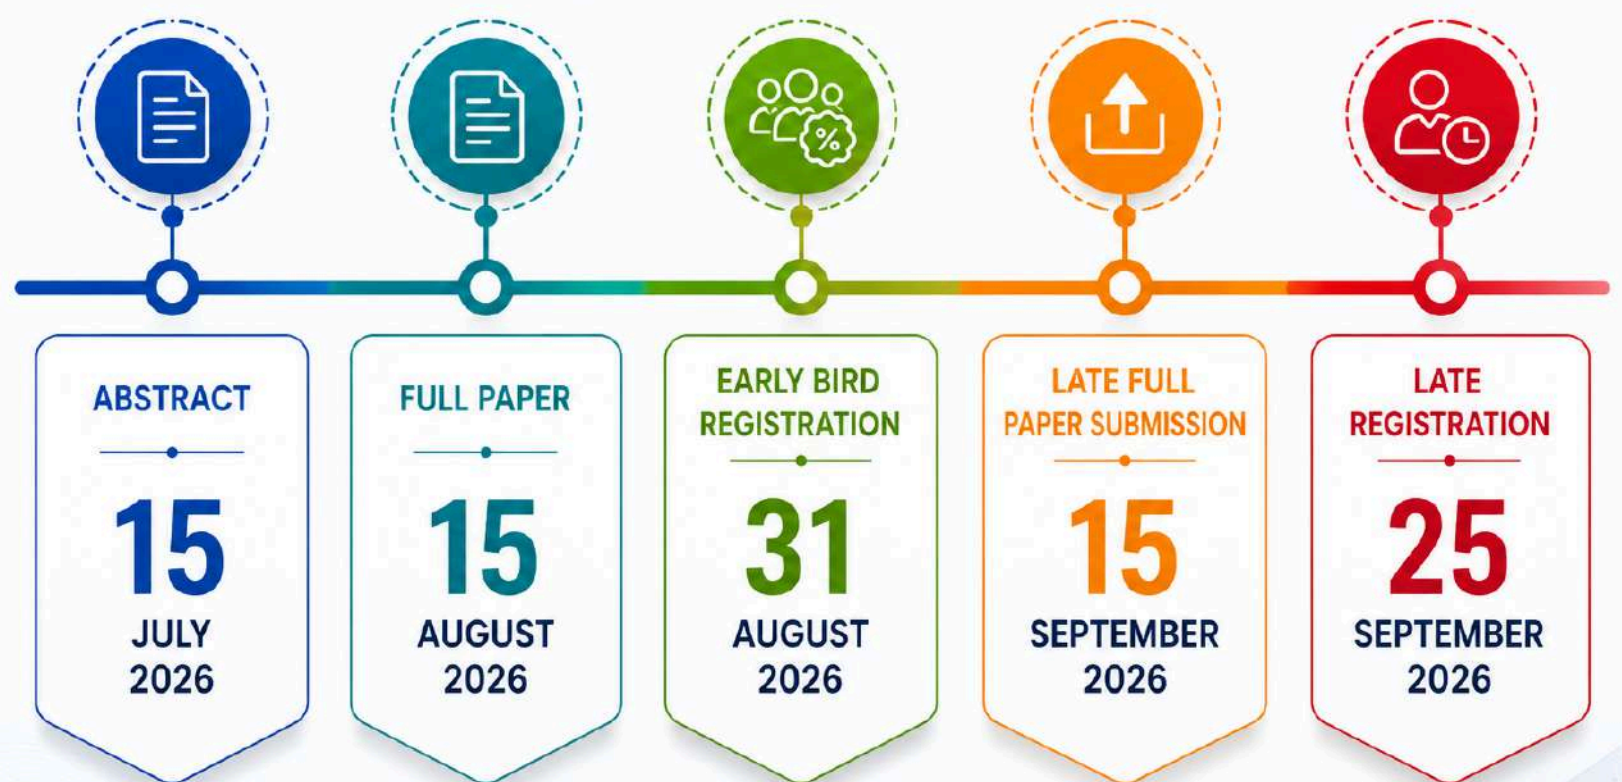 ABSTRACT
15
JULY
2026
FULL PAPER
15
AUGUST
2026
%
EARLY BIRD
REGISTRATION
31
AUGUST
2026
LATE FULL
PAPER SUBMISSION
15
SEPTEMBER
2026
LATE
REGISTRATION
25
SEPTEMBER
2026